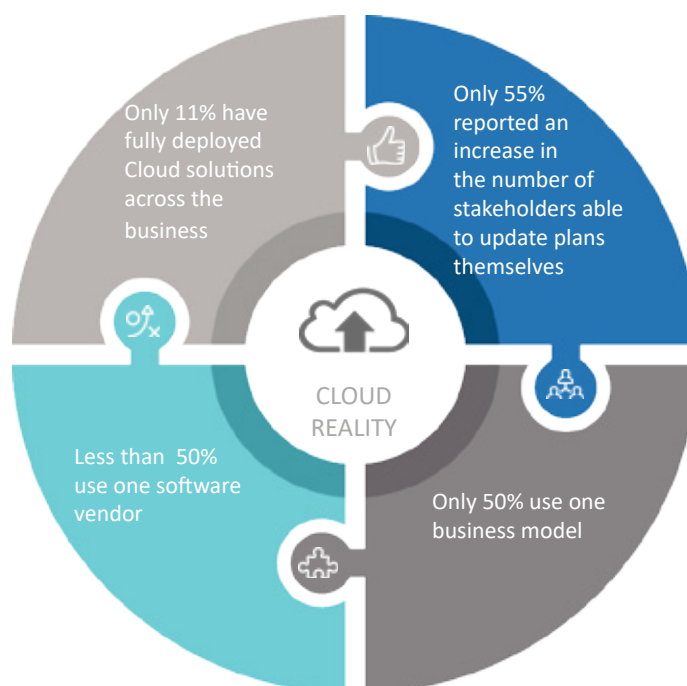 Only 11% have
fully deployed
Cloud solutions
across the
business
Only 55%
reported an
increase in
the number of
stakeholders able
to update plans
themselves
CLOUD
REALITY
Less than 50%
use one software
vendor
Only 50% use one
business model